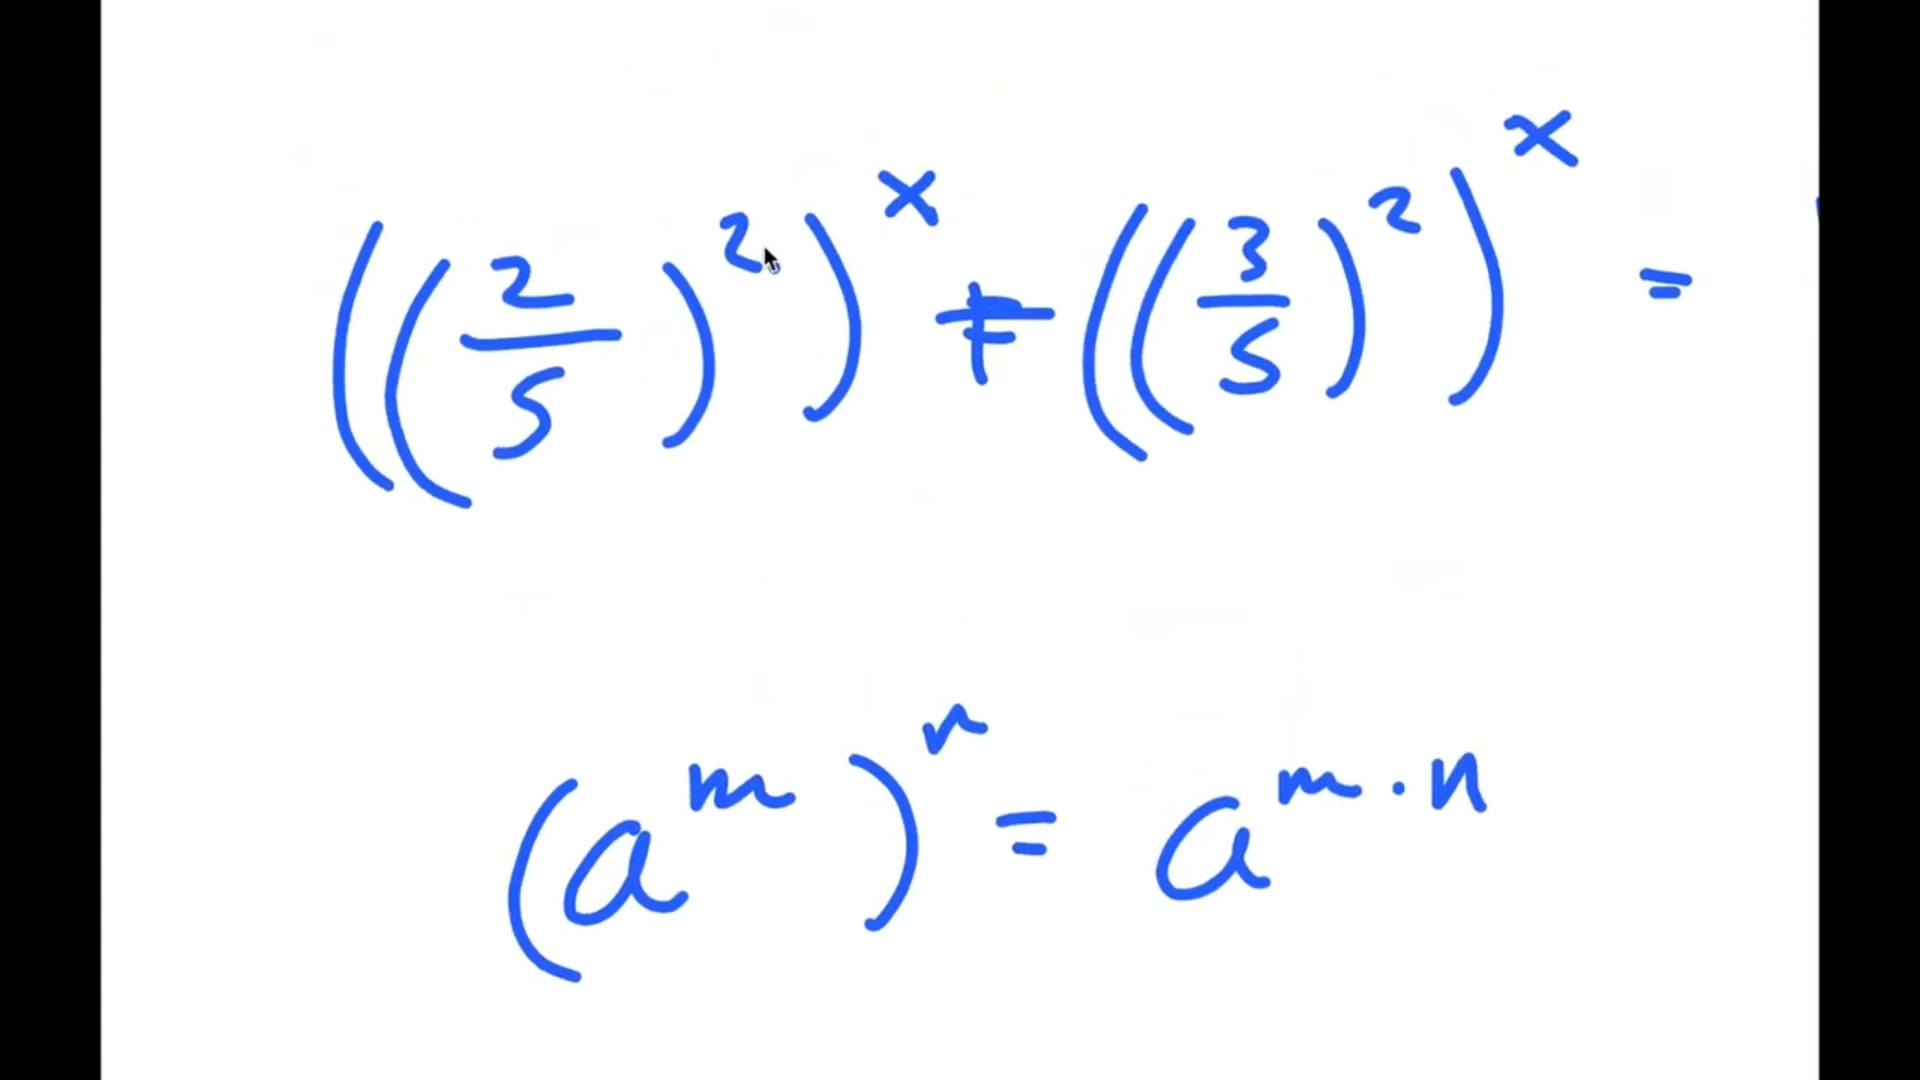 ((2/5)^2)^x + ((3/5)^2)^x =
(a^m)^n = a^{m·n}